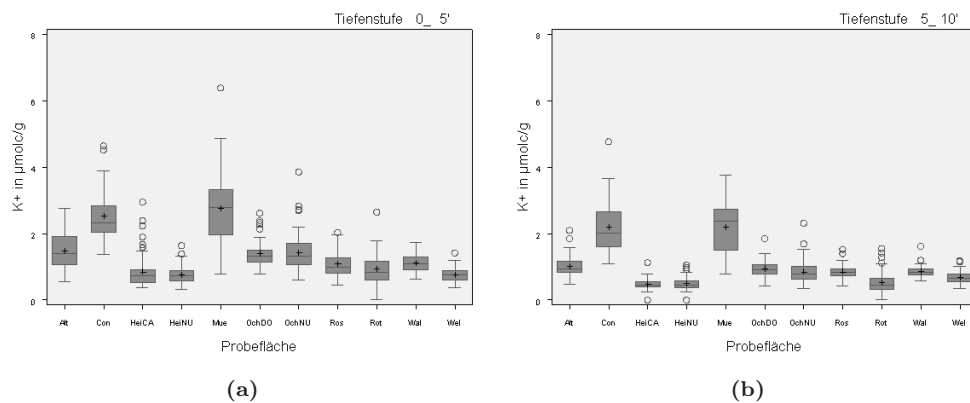 Tiefenstufe 0_ 5'
K+ in µmolc/g
8
6
4
2
0
Alt Con HeiCA HeiNU Mue OchDO OchNU Ros Rot Wal Wel
Probefläche
(a)
Tiefenstufe 5_ 10'
K+ in µmolc/g
8
6
4
2
0
Alt Con HeiCA HeiNU Mue OchDO OchNU Ros Rot Wal Wel
Probefläche
(b)